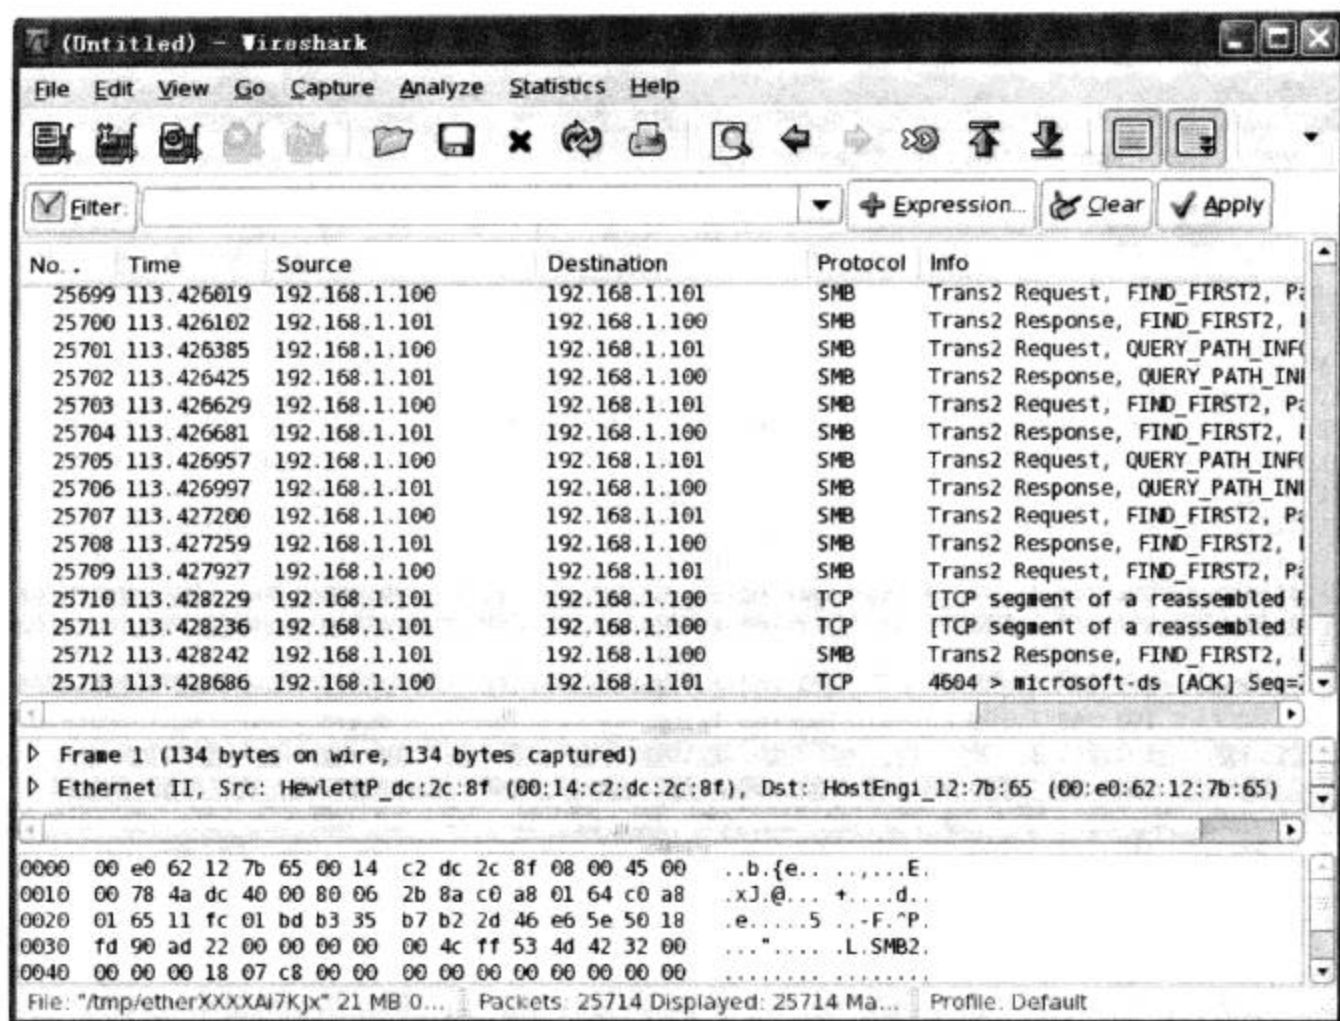 (Untitled) - Wireshark
File Edit View Go Capture Analyze Statistics Help
Filter: Expression... Clear Apply
No. . Time Source Destination Protocol Info
25699 113.426019 192.168.1.100 192.168.1.101 SMB Trans2 Request, FIND_FIRST2, Pa
25700 113.426102 192.168.1.101 192.168.1.100 SMB Trans2 Response, FIND_FIRST2,
25701 113.426385 192.168.1.100 192.168.1.101 SMB Trans2 Request, QUERY_PATH_INFO
25702 113.426425 192.168.1.101 192.168.1.100 SMB Trans2 Response, QUERY_PATH_INF
25703 113.426629 192.168.1.100 192.168.1.101 SMB Trans2 Request, FIND_FIRST2, Pa
25704 113.426681 192.168.1.101 192.168.1.100 SMB Trans2 Response, FIND_FIRST2,
25705 113.426957 192.168.1.100 192.168.1.101 SMB Trans2 Request, QUERY_PATH_INFO
25706 113.426997 192.168.1.101 192.168.1.100 SMB Trans2 Response, QUERY_PATH_INF
25707 113.427200 192.168.1.100 192.168.1.101 SMB Trans2 Request, FIND_FIRST2, Pa
25708 113.427259 192.168.1.101 192.168.1.100 SMB Trans2 Response, FIND_FIRST2,
25709 113.427927 192.168.1.100 192.168.1.101 SMB Trans2 Request, FIND_FIRST2, Pa
25710 113.428229 192.168.1.101 192.168.1.100 TCP [TCP segment of a reassembled
25711 113.428236 192.168.1.101 192.168.1.100 TCP [TCP segment of a reassembled
25712 113.428242 192.168.1.101 192.168.1.100 SMB Trans2 Response, FIND_FIRST2,
25713 113.428686 192.168.1.100 192.168.1.101 TCP 4604 > microsoft-ds [ACK] Seq=
Frame 1 (134 bytes on wire, 134 bytes captured)
Ethernet II, Src: HewlettP_dc:2c:8f (00:14:c2:dc:2c:8f), Dst: HostEngi_12:7b:65 (00:e0:62:12:7b:65)
0000 00 e0 62 12 7b 65 00 14 c2 dc 2c 8f 08 00 45 00 ..b.{e.. ..,...E.
0010 00 78 4a dc 40 00 80 06 2b 8a c0 a8 01 64 c0 a8 .xJ.@... +....d..
0020 01 65 11 fc 01 bd b3 35 b7 b2 2d 46 e6 5e 50 18 .e.....5 ..-F.^P.
0030 fd 90 ad 22 00 00 00 00 00 4c ff 53 4d 42 32 00 ...".... .L.SMB2.
0040 00 00 00 18 07 c8 00 00 00 00 00 00 00 00 00 00 ........ ........
File: "/tmp/etherXXXXAI7KJx" 21 MB 0... Packets: 25714 Displayed: 25714 Ma... Profile: Default